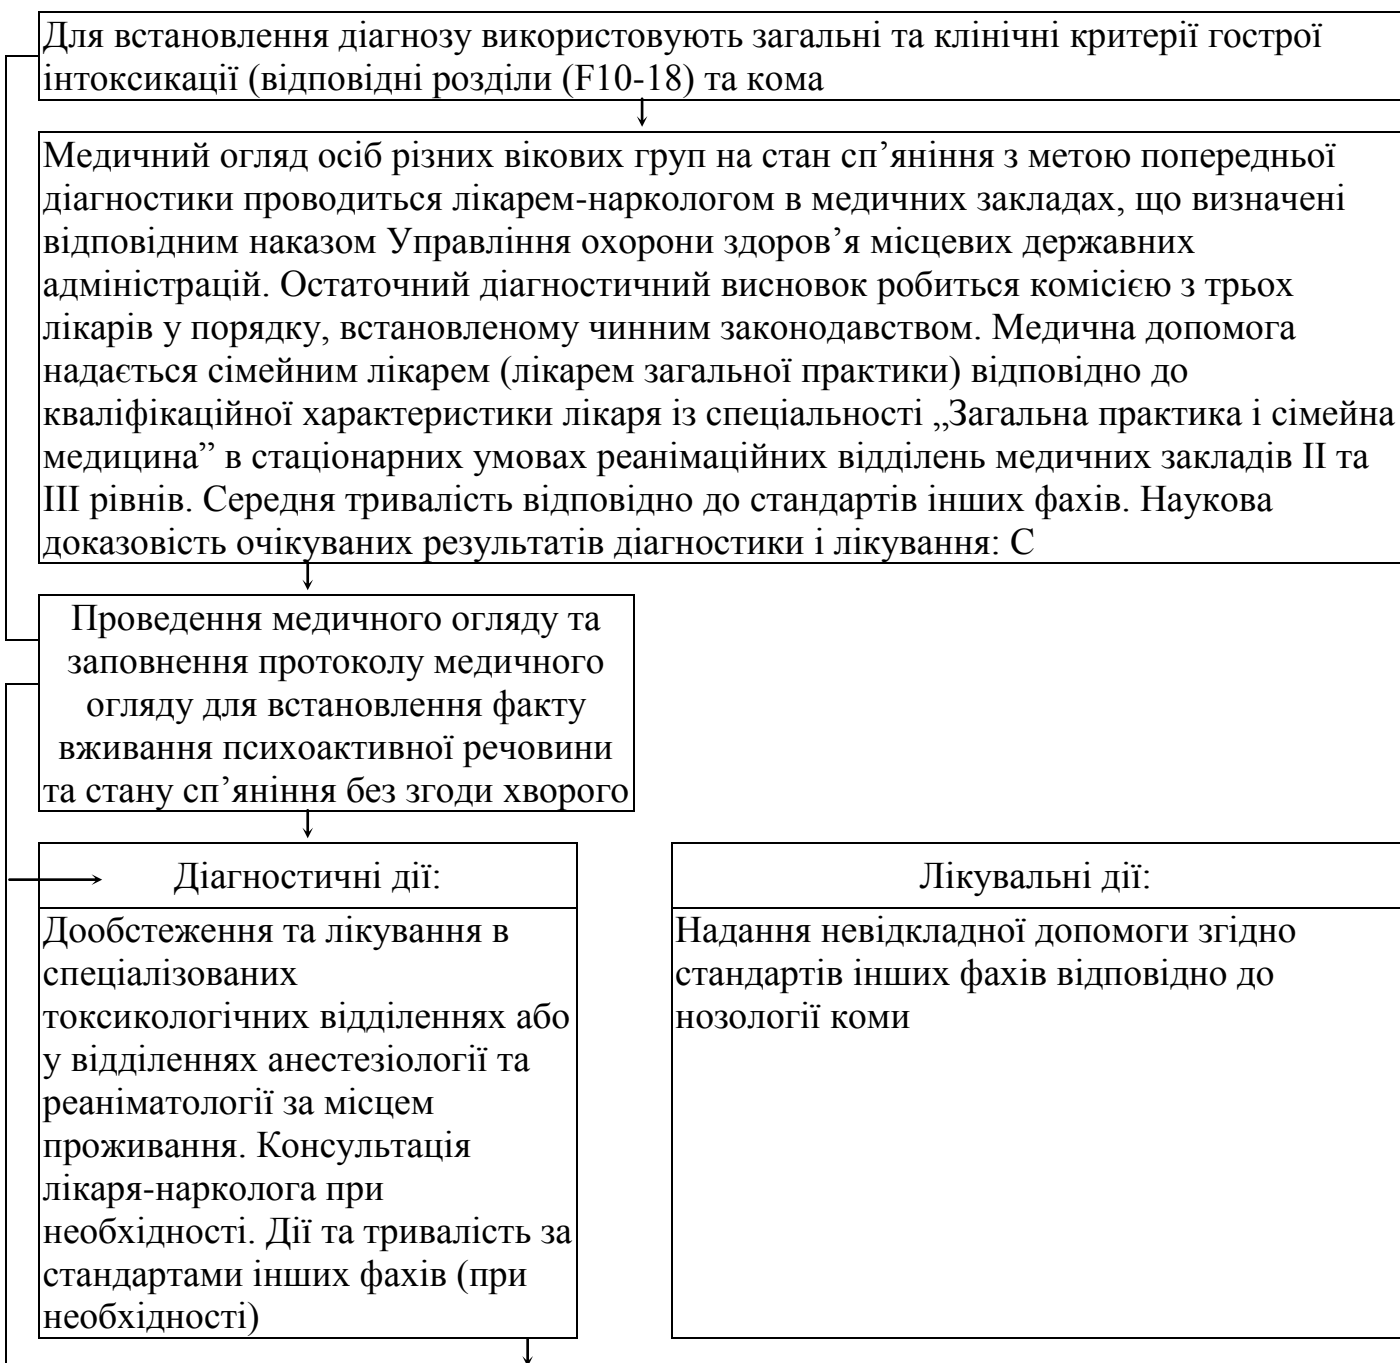 Для встановлення діагнозу використовують загальні та клінічні критерії гострої
інтоксикації (відповідні розділи (F10-18) та кома
Медичний огляд осіб різних вікових груп на стан сп’яніння з метою попередньої
діагностики проводиться лікарем-наркологом в медичних закладах, що визначені
відповідним наказом Управління охорони здоров’я місцевих державних
адміністрацій. Остаточний діагностичний висновок робиться комісією з трьох
лікарів у порядку, встановленому чинним законодавством. Медична допомога
надається сімейним лікарем (лікарем загальної практики) відповідно до
кваліфікаційної характеристики лікаря із спеціальності „Загальна практика і сімейна
медицина” в стаціонарних умовах реанімаційних відділень медичних закладів ІІ та
ІІІ рівнів. Середня тривалість відповідно до стандартів інших фахів. Наукова
доказовість очікуваних результатів діагностики і лікування: С
Проведення медичного огляду та
заповнення протоколу медичного
огляду для встановлення факту
вживання психоактивної речовини
та стану сп’яніння без згоди хворого
Діагностичні дії:
Дообстеження та лікування в
спеціалізованих
токсикологічних відділеннях або
у відділеннях анестезіології та
реаніматології за місцем
проживання. Консультація
лікаря-нарколога при
необхідності. Дії та тривалість за
стандартами інших фахів (при
необхідності)
Лікувальні дії:
Надання невідкладної допомоги згідно
стандартів інших фахів відповідно до
нозології коми